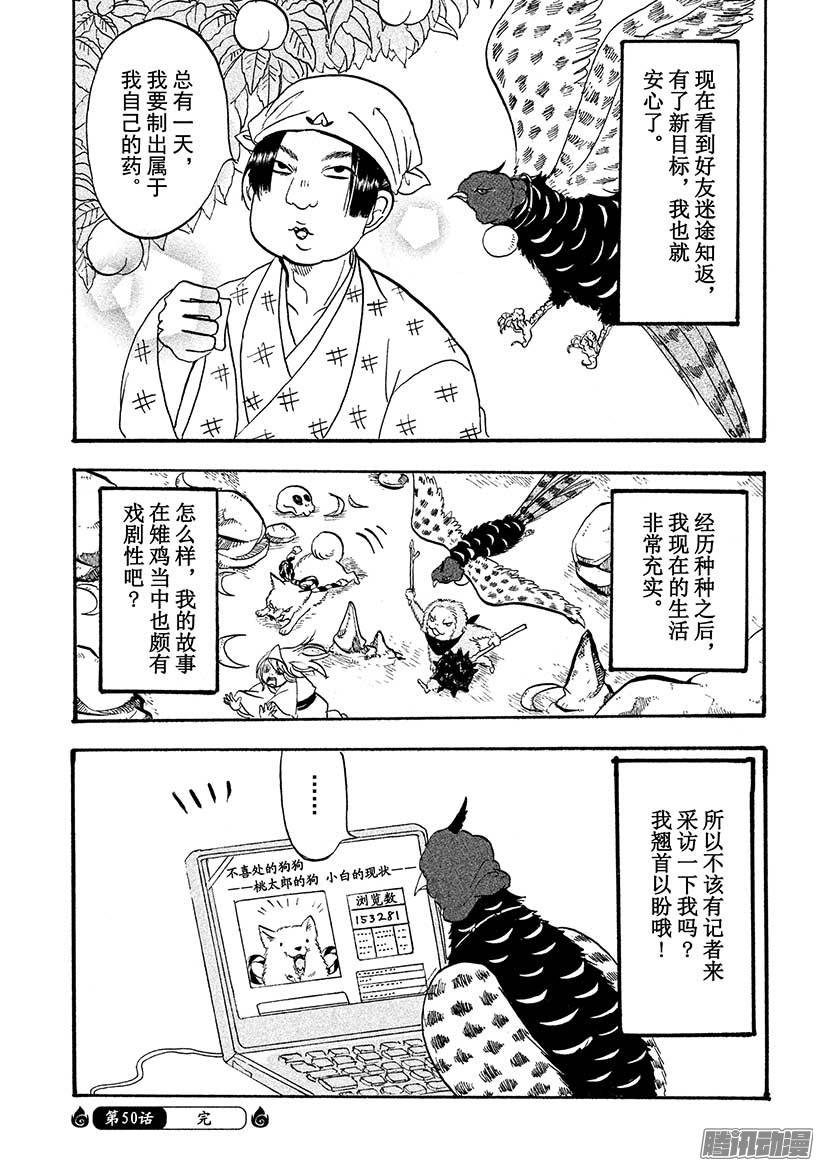 现在看到好友迷途知返，
有了新目标，我也就
安心了。
总有一天，
我要制出属于
我自己的药。
经历种种之后，
我现在的生活
非常充实。
怎么样，我的故事
在雉鸡当中也颇有
戏剧性吧？
所以不该有记者来
采访一下我吗？
我翘首以盼哦！
……
不喜处的狗狗
——桃太郎的狗 小白的现状——
浏览数
153281
第50话 完
腾讯动漫